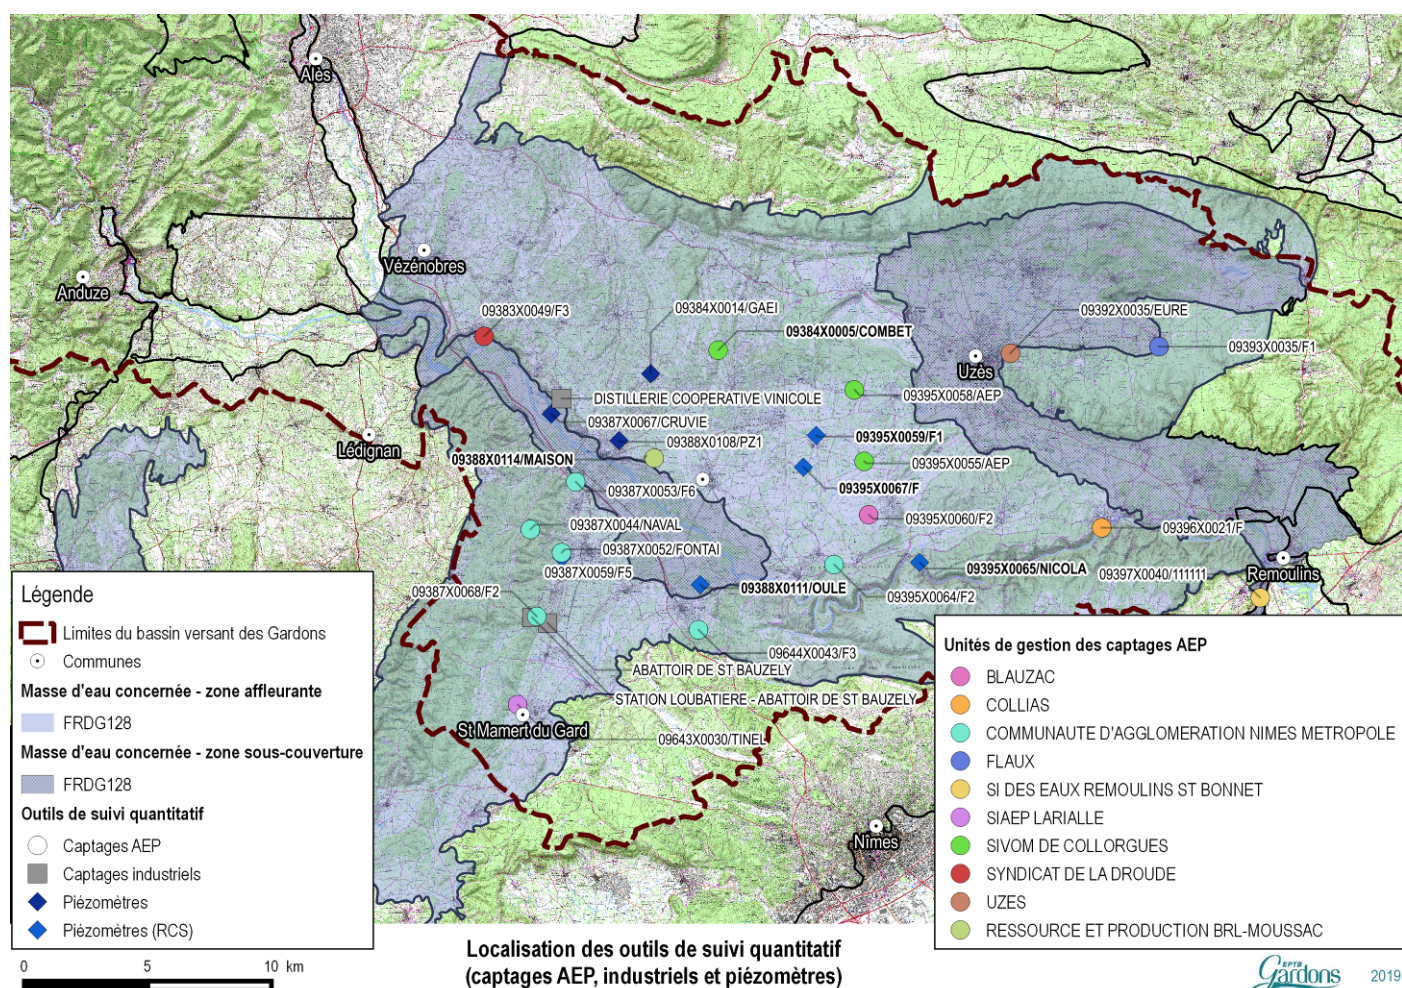 Alès
Vézénobres
Anduze
09383X0049/F3
09384X0014/GAEI
09384X0005/COMBET
09392X0035/EURE
09393X0035/F1
Uzès
DISTILLERIE COOPERATIVE VINICOLE
09395X0058/AEP
09387X0067/CRUVIE
09388X0108/PZ1
09395X0059/F1
Lédignan
09388X0114/MAISON
09395X0055/AEP
09387X0053/F6
09395X0067/F
09395X0060/F2
09387X0044/NAVAL
09396X0021/F
09387X0052/FONTAI
09387X0059/F5
09395X0065/NICOLA
09397X0040/111111
Remoulins
09387X0068/F2
09388X0111/OULE
09395X0064/F2
09644X0043/F3
ABATTOIR DE ST BAUZELY
STATION LOUBATIERE - ABATTOIR DE ST BAUZELY
St Mamert du Gard
09643X0030/TINEL
Nîmes
Légende
Limites du bassin versant des Gardons
Communes
Masse d'eau concernée - zone affleurante
FRDG128
Masse d'eau concernée - zone sous-couverture
FRDG128
Outils de suivi quantitatif
Captages AEP
Captages industriels
Piézomètres
Piézomètres (RCS)
Unités de gestion des captages AEP
BLAUZAC
COLLIAS
COMMUNAUTE D'AGGLOMERATION NIMES METROPOLE
FLAUX
SI DES EAUX REMOULINS ST BONNET
SIAEP LARIALLE
SIVOM DE COLLORGUES
SYNDICAT DE LA DROUDE
UZES
RESSOURCE ET PRODUCTION BRL-MOUSSAC
0 5 10 km
Localisation des outils de suivi quantitatif
(captages AEP, industriels et piézomètres)
EPTB
Gardons
2019